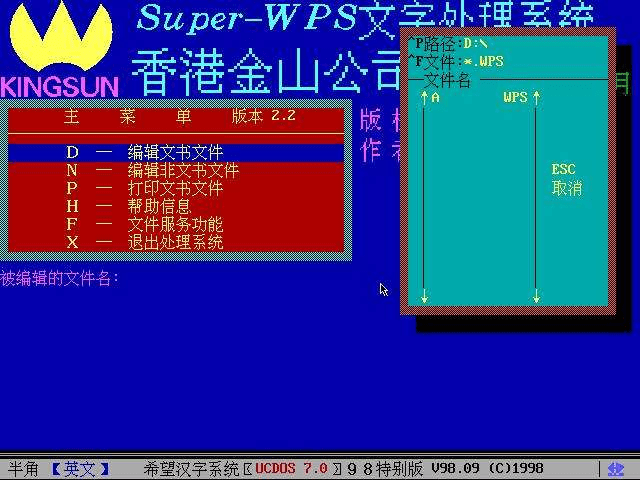 Super-WPS文字处理系统
KINGSUN
香港金山公司
主 菜 单 版本 2.2
D — 编辑文书文件
N — 编辑非文书文件
P — 打印文书文件
H — 帮助信息
F — 文件服务功能
X — 退出处理系统
版
作
被编辑的文件名:
^P路径:D:\
^F文件:*.WPS
文件名
↑A WPS↑
ESC
取消
用
半角 【英文】 希望汉字系统〖UCDOS 7.0〗９８特别版 V98.09 (C)1998